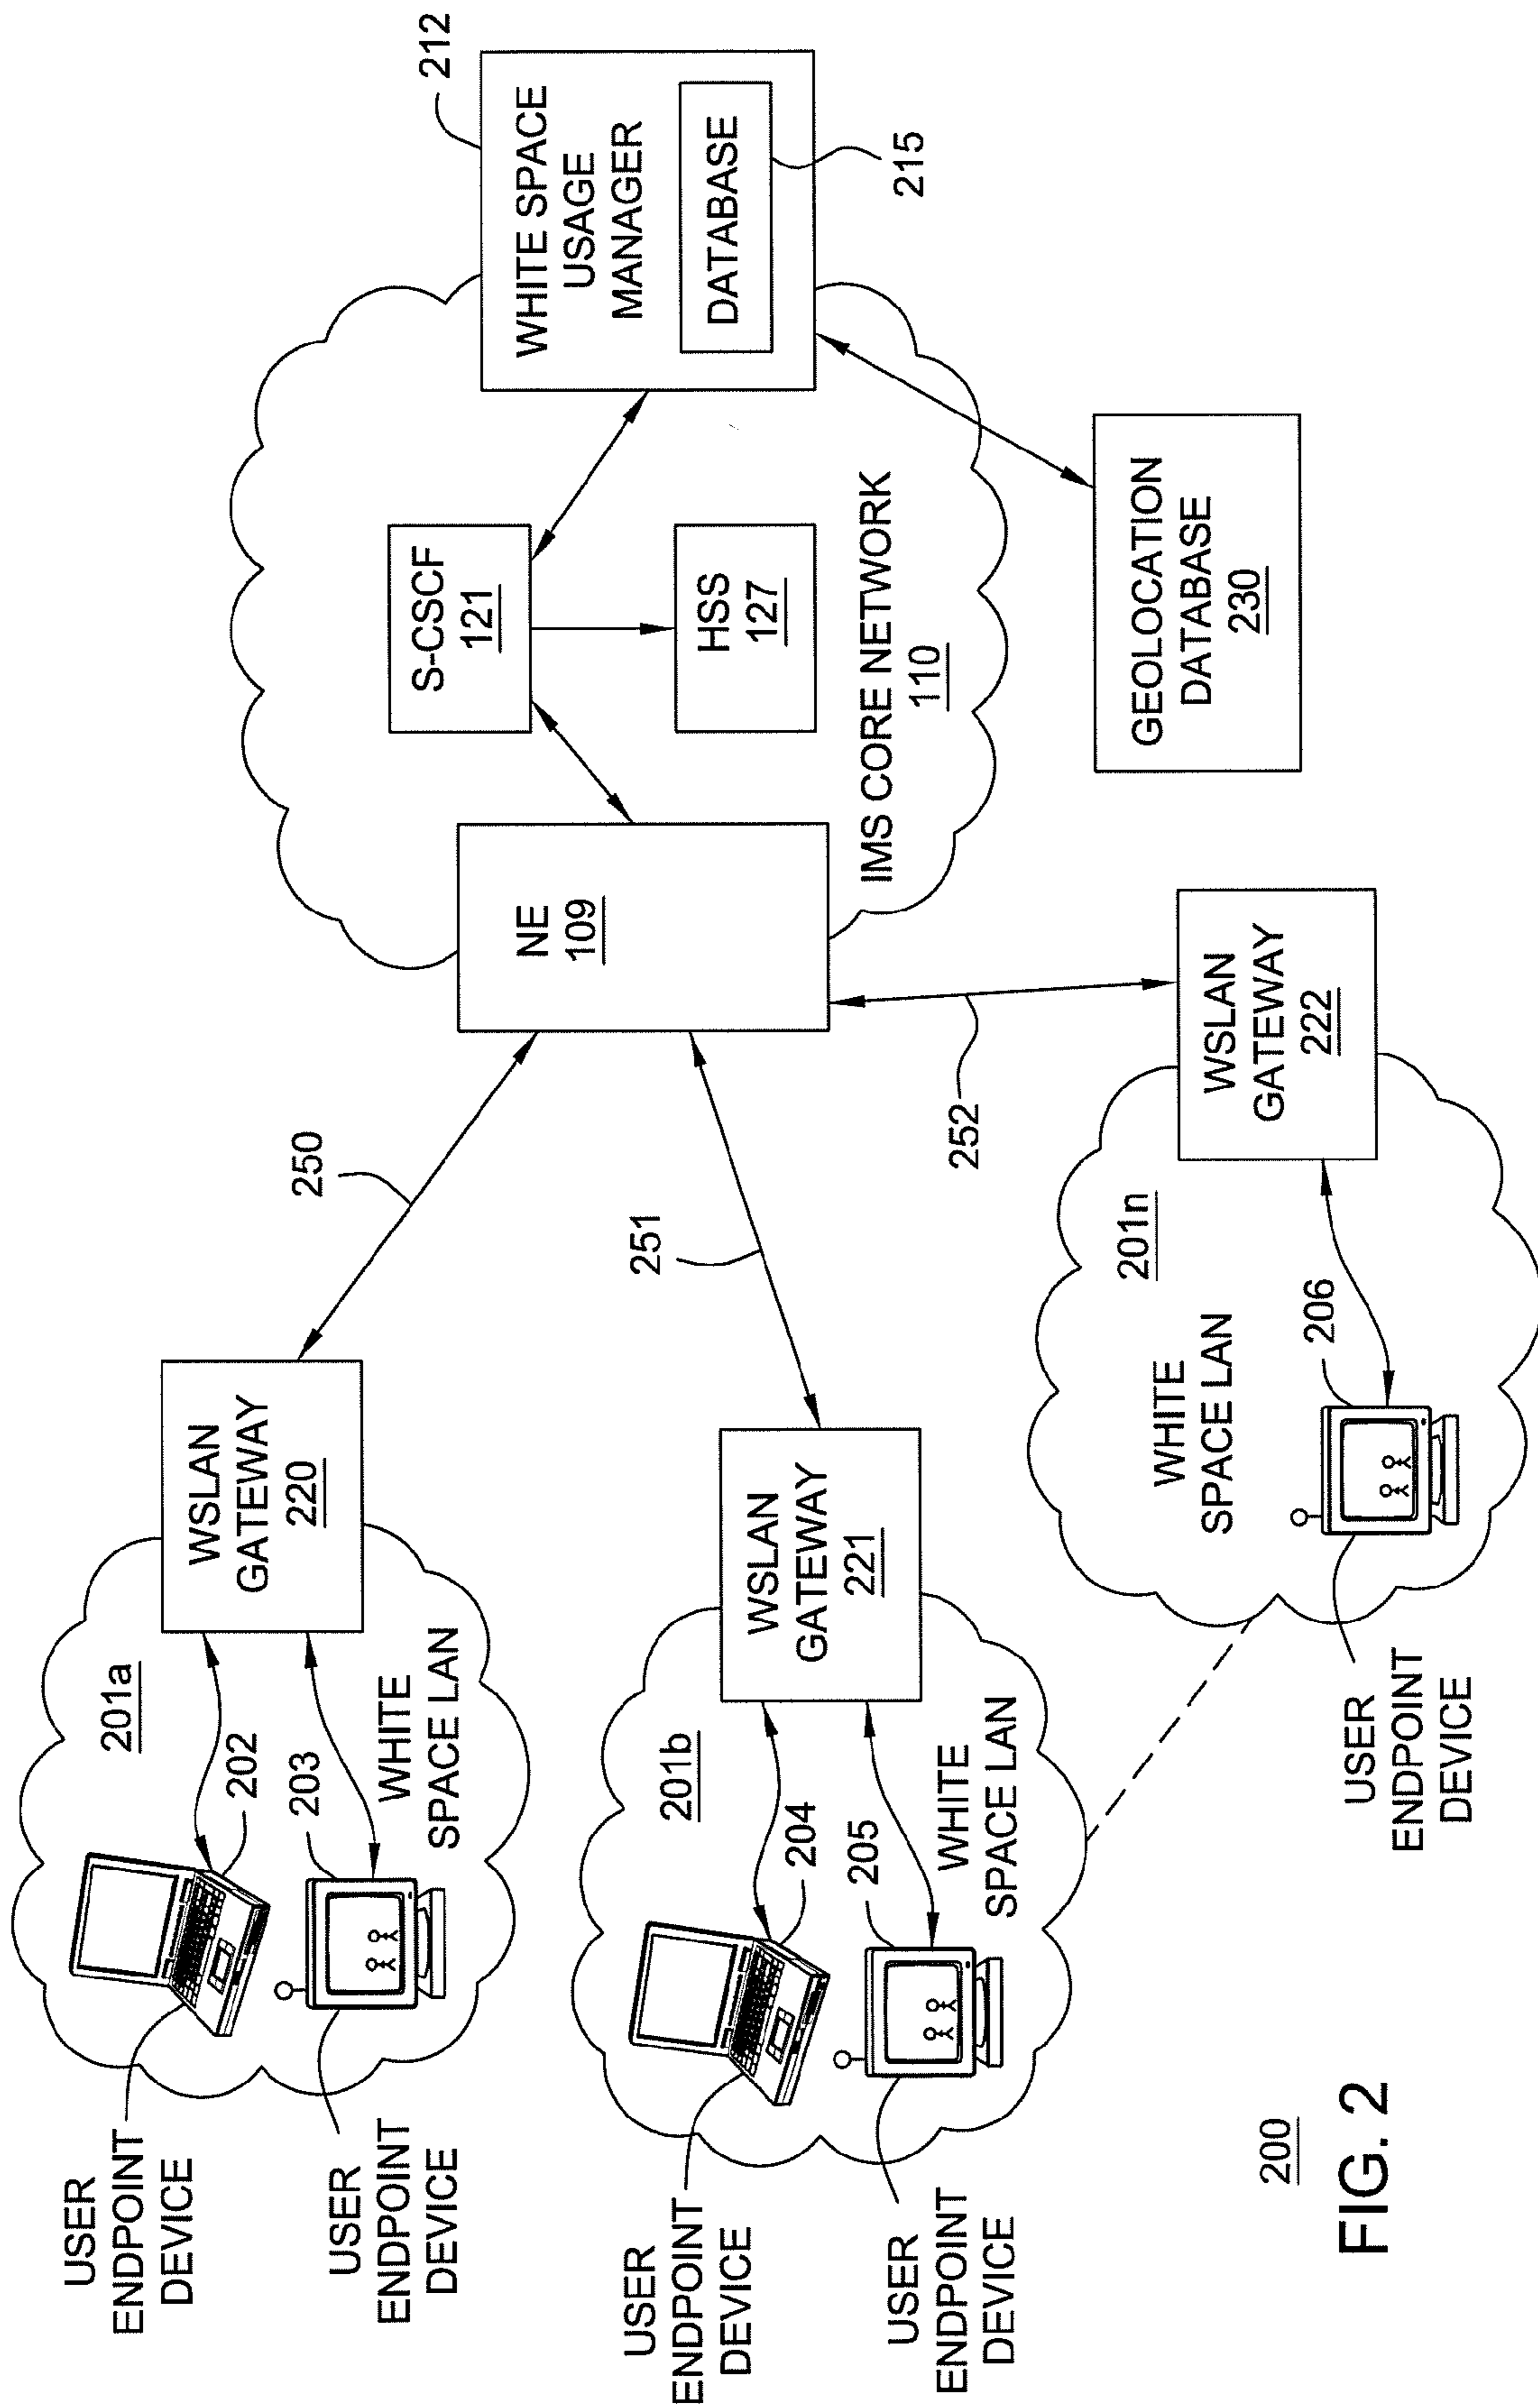 USER
ENDPOINT
DEVICE
201a
202
203
USER
ENDPOINT
DEVICE
WHITE
SPACE LAN
WSLAN
GATEWAY
220
250
USER
ENDPOINT
DEVICE
201b
204
205
USER
ENDPOINT
DEVICE
WHITE
SPACE LAN
WSLAN
GATEWAY
221
251
USER
ENDPOINT
DEVICE
206
WHITE
SPACE LAN
201n
WSLAN
GATEWAY
222
252
NE
109
S-CSCF
121
HSS
127
IMS CORE NETWORK
110
WHITE SPACE
USAGE
MANAGER
212
DATABASE
215
GEOLOCATION
DATABASE
230
200
FIG. 2